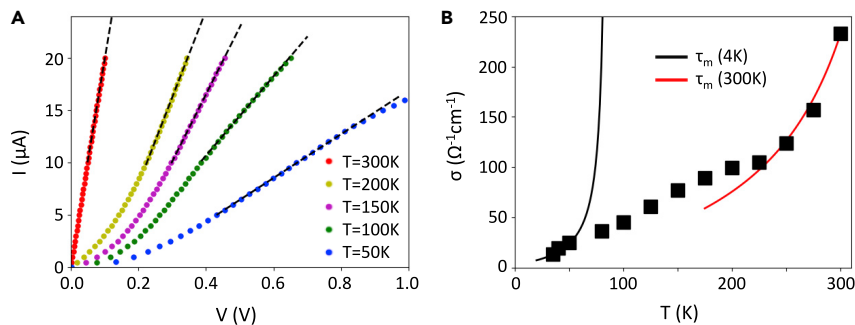 A
I (μA)
20
15
10
5
0
0.0 0.2 0.4 0.6 0.8 1.0
V (V)
T=300K
T=200K
T=150K
T=100K
T=50K
B
σ (Ω⁻¹cm⁻¹)
250
200
150
100
50
0
0 100 200 300
T (K)
τₘ (4K)
τₘ (300K)